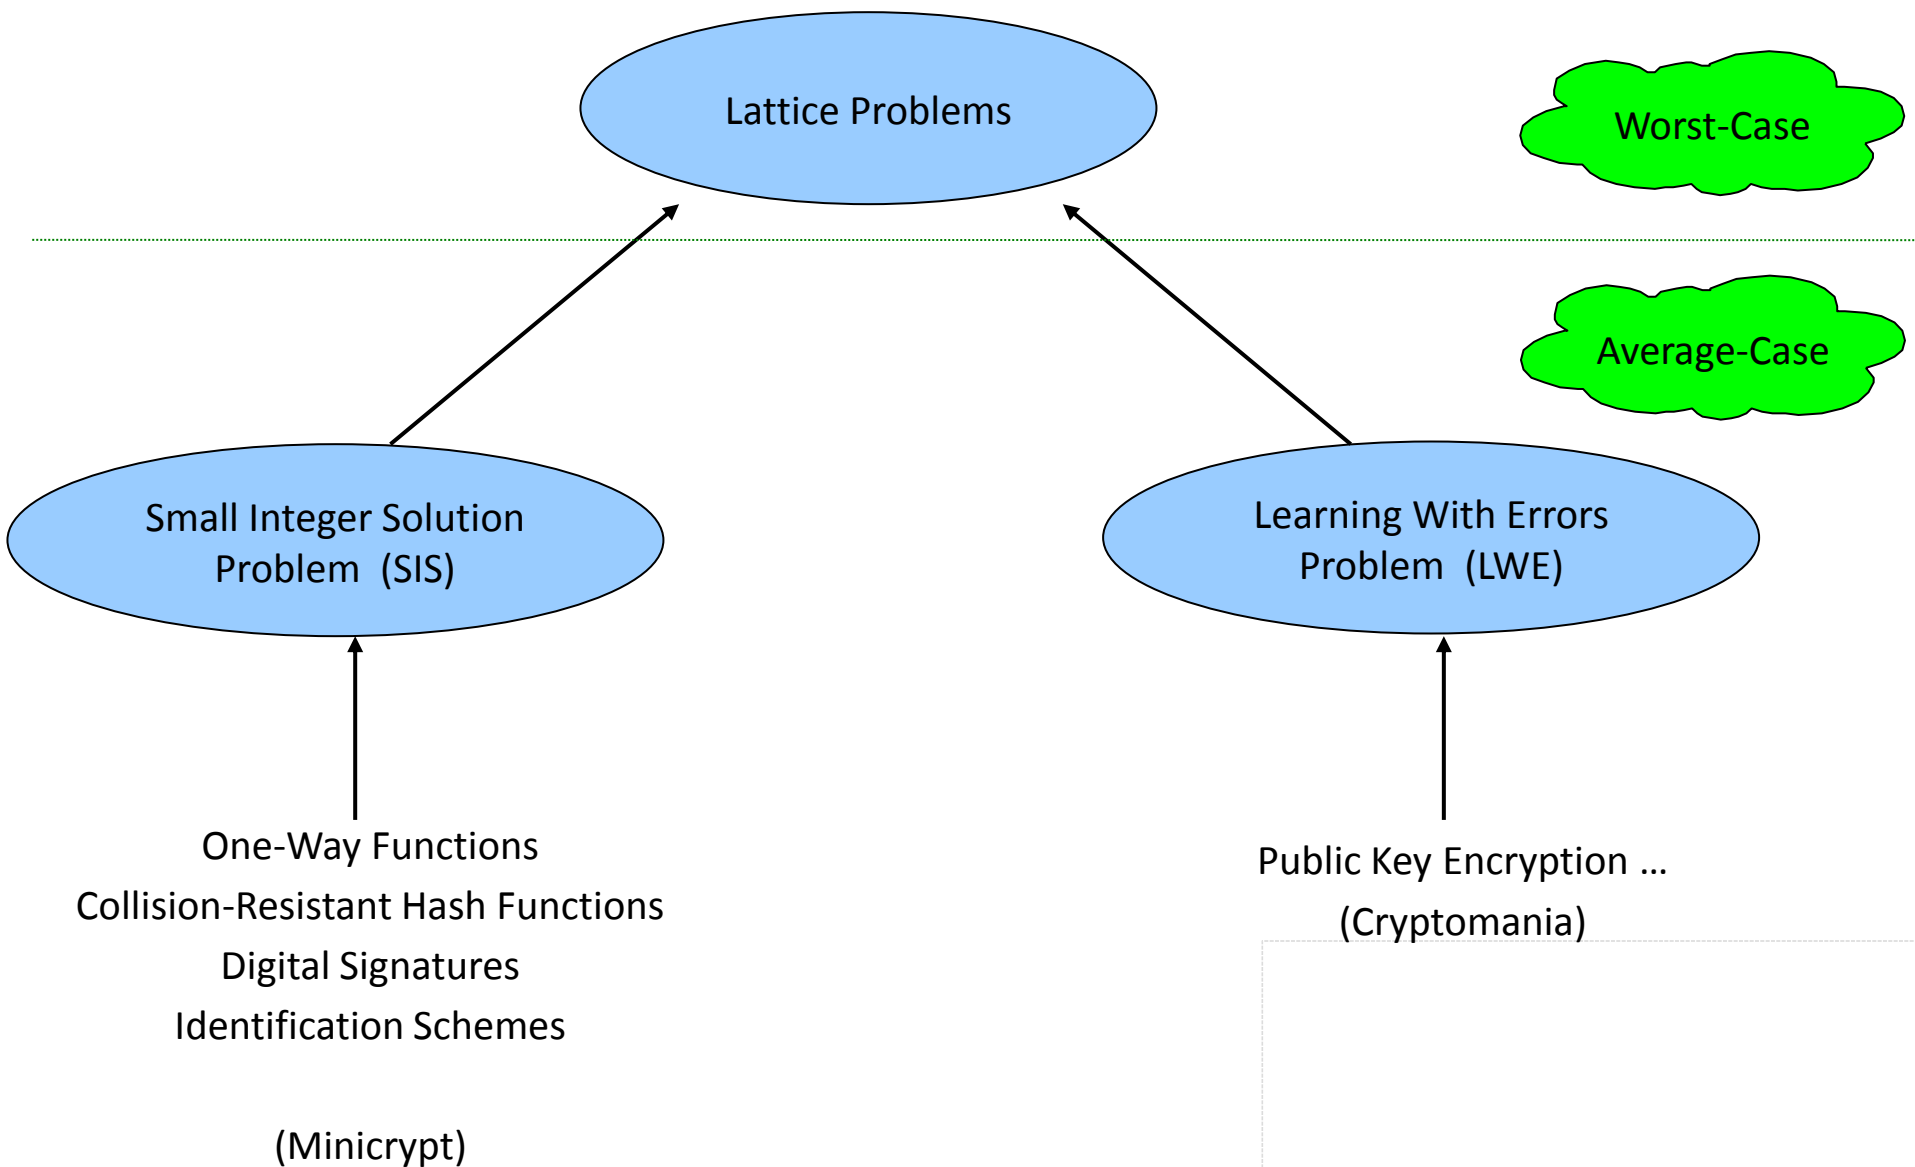 Lattice Problems
Worst-Case
Average-Case
Small Integer Solution
Problem (SIS)
Learning With Errors
Problem (LWE)
One-Way Functions
Collision-Resistant Hash Functions
Digital Signatures
Identification Schemes
(Minicrypt)
Public Key Encryption ...
(Cryptomania)